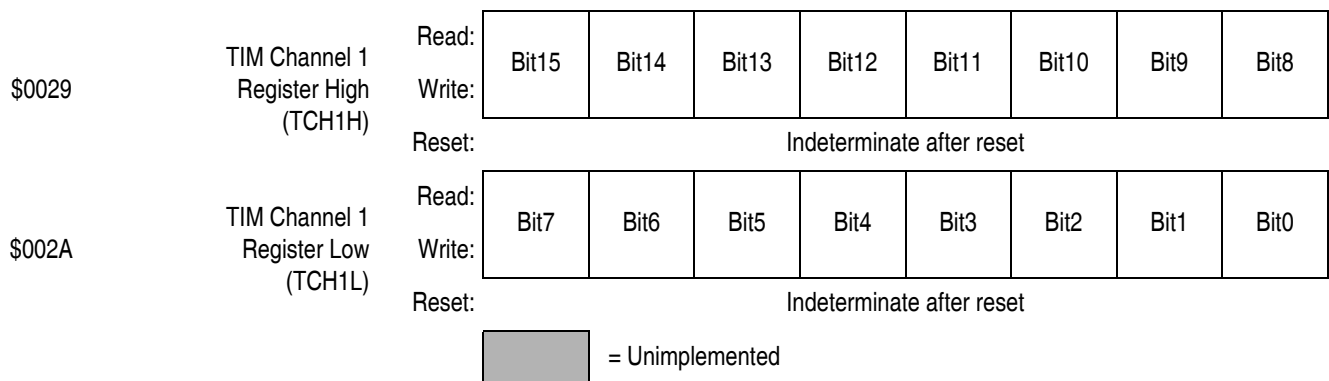 $0029
TIM Channel 1
Register High
(TCH1H)
Read:
Write:
Bit15 Bit14 Bit13 Bit12 Bit11 Bit10 Bit9 Bit8
Reset: Indeterminate after reset
$002A
TIM Channel 1
Register Low
(TCH1L)
Read:
Write:
Bit7 Bit6 Bit5 Bit4 Bit3 Bit2 Bit1 Bit0
Reset: Indeterminate after reset
= Unimplemented